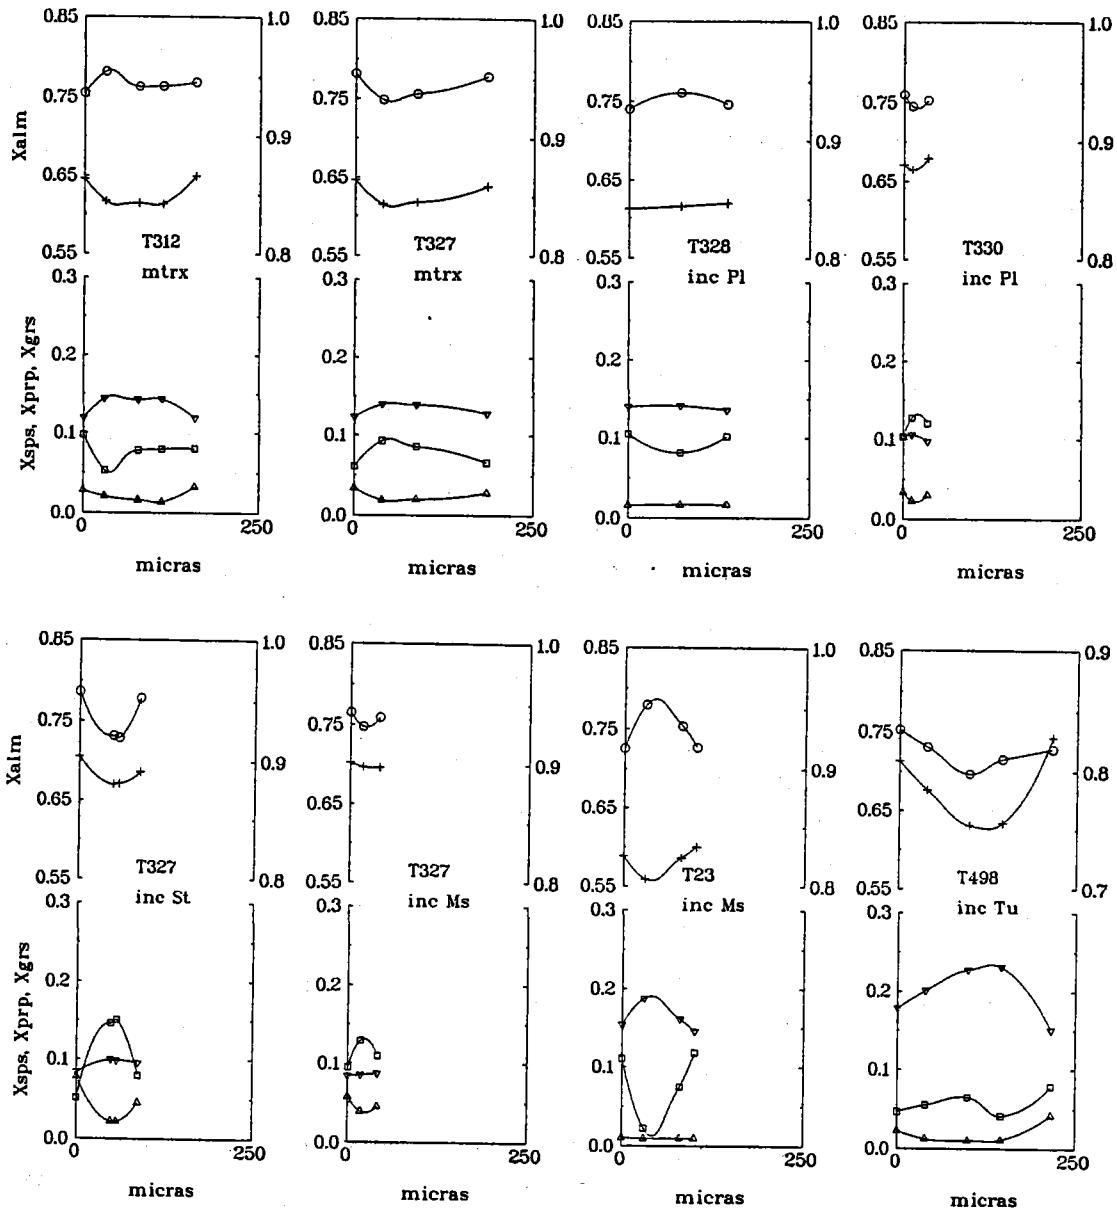 0.85 1.0 0.85 1.0 0.85 1.0 0.85 1.0
Xalm 0.75 0.75 0.75 0.75
0.9 0.9 0.9 0.9
0.65 0.65 0.65 0.65
0.55 T312 0.8 0.55 T327 0.8 0.55 T328 0.8 0.55 T330 0.8
0.3 mtrx 0.3 mtrx 0.3 inc Pl 0.3 inc Pl
Xsps, Xprp, Xgrs 0.2 0.2 0.2 0.2
0.1 0.1 0.1 0.1
0.0 0.0 0.0 0.0
0 250 0 250 0 250 0 250
micras micras micras micras
0.85 1.0 0.85 1.0 0.85 1.0 0.85 0.9
Xalm 0.75 0.75 0.75 0.75
0.9 0.9 0.9 0.8
0.65 0.65 0.65 0.65
0.55 T327 0.8 0.55 T327 0.8 0.55 T23 0.8 0.55 T498 0.7
0.3 inc St 0.3 inc Ms 0.3 inc Ms 0.3 inc Tu
Xsps, Xprp, Xgrs 0.2 0.2 0.2 0.2
0.1 0.1 0.1 0.1
0.0 0.0 0.0 0.0
0 250 0 250 0 250 0 250
micras micras micras micras